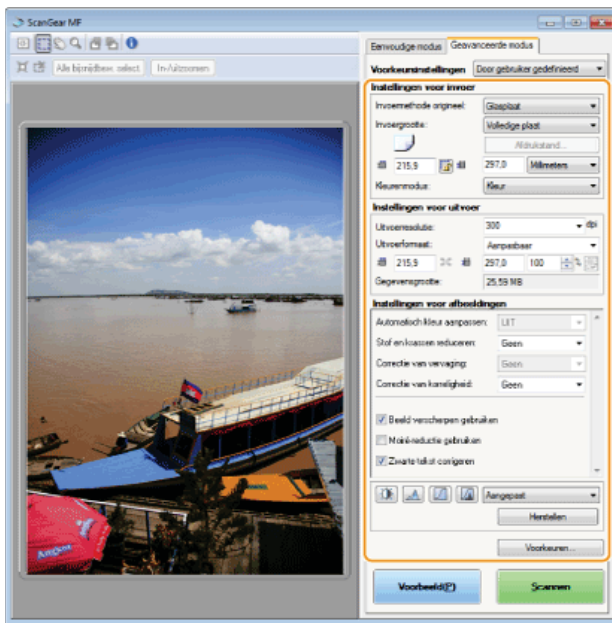 ScanGear MF
Alle bijnijdbew. select. In-/uitzoomen
Eenvoudige modus Geavanceerde modus
Voorkeursinstellingen Door gebruiker gedefinieerd
Instellingen voor invoer
Invoermethode origineel: Glasplaat
Invoergrootte: Volledige plaat
Afdrukstand...
215,9 297,0 Millimeters
Kleurenmodus: Kleur
Instellingen voor uitvoer
Uitvoerresolutie: 300 dpi
Uitvoerformaat: Aanpasbaar
215,9 297,0 100 %
Gegevensgrootte: 25,59 MB
Instellingen voor afbeeldingen
Automatisch kleur aanpassen: UIT
Stof en krassen reduceren: Geen
Correctie van vervaging: Geen
Correctie van korreligheid: Geen
Beeld verscherpen gebruiken
Moiré-reductie gebruiken
Zwarte tekst corrigeren
Aangepast
Herstellen
Voorkeuren...
Voorbeeld(P) Scannen
Angkor